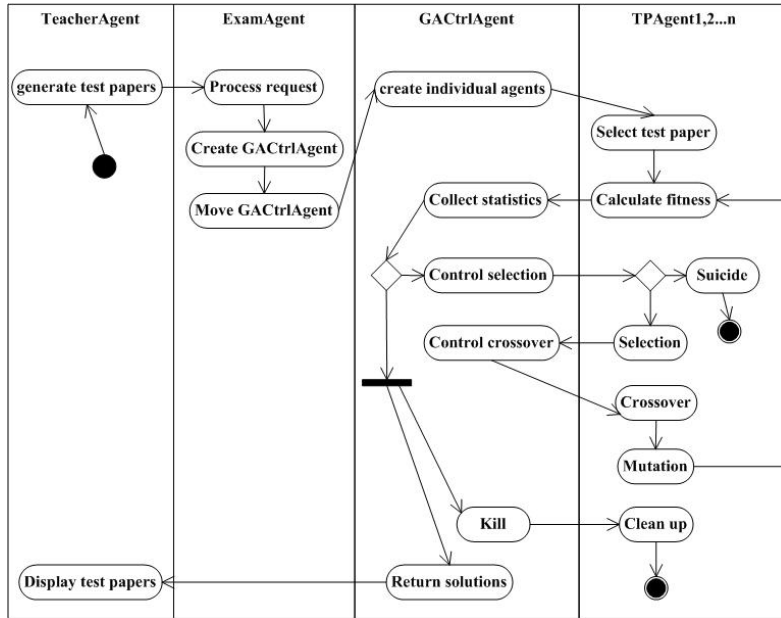 TeacherAgent
ExamAgent
GACtrlAgent
TPAgent1,2...n
generate test papers
Process request
create individual agents
Select test paper
Create GACtrlAgent
Move GACtrlAgent
Collect statistics
Calculate fitness
Control selection
Suicide
Control crossover
Selection
Crossover
Mutation
Kill
Clean up
Display test papers
Return solutions